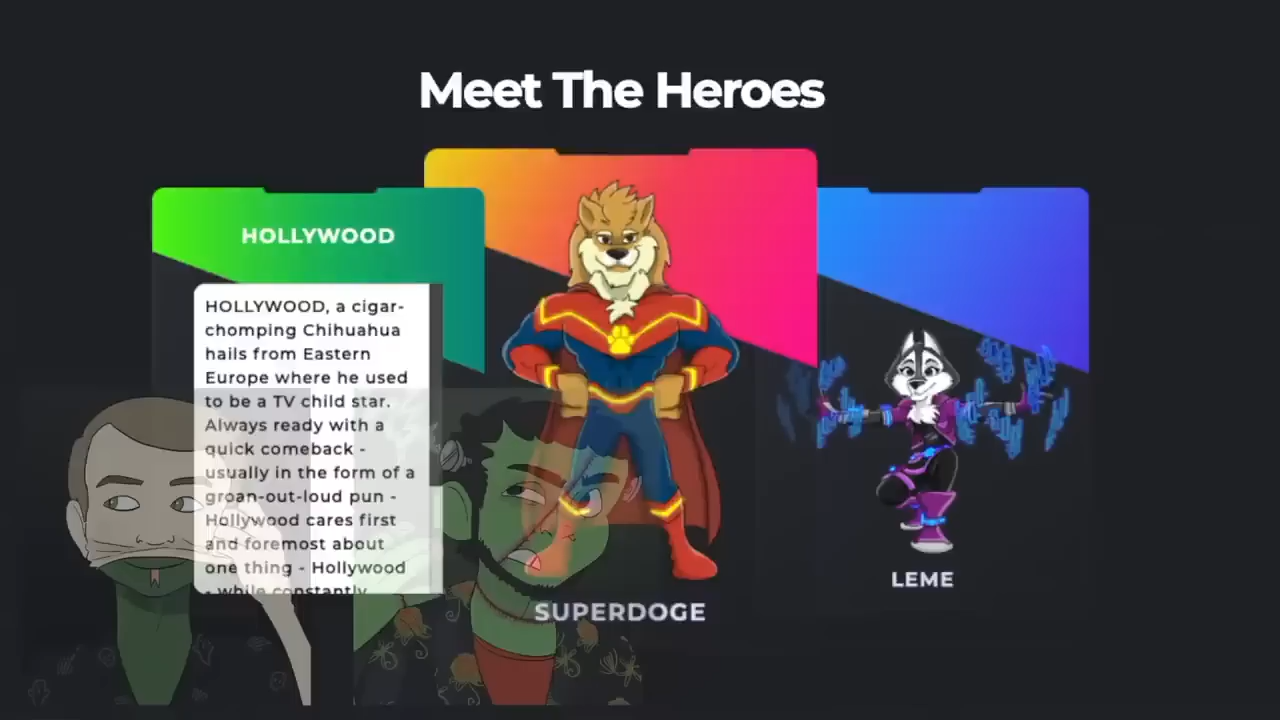 Meet The Heroes
HOLLYWOOD
HOLLYWOOD, a cigar-
chomping Chihuahua
hails from Eastern
Europe where he used
to be a TV child star.
Always ready with a
quick comeback -
usually in the form of a
groan-out-loud pun -
Hollywood cares first
and foremost about
one thing - Hollywood
- while constantly
SUPERDOGE
LEME